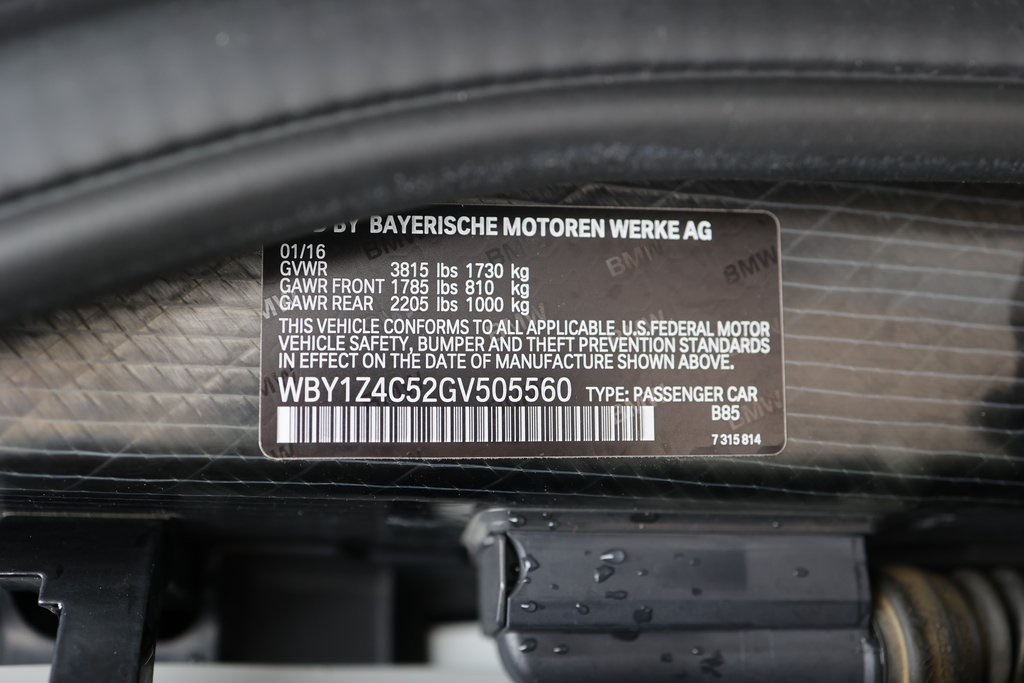 BY BAYERISCHE MOTOREN WERKE AG
01/16
GVWR 3815 lbs 1730 kg
GAWR FRONT 1785 lbs 810 kg
GAWR REAR 2205 lbs 1000 kg
THIS VEHICLE CONFORMS TO ALL APPLICABLE U.S.FEDERAL MOTOR
VEHICLE SAFETY, BUMPER AND THEFT PREVENTION STANDARDS
IN EFFECT ON THE DATE OF MANUFACTURE SHOWN ABOVE.
WBY1Z4C52GV505560 TYPE: PASSENGER CAR
B85
7 315 814